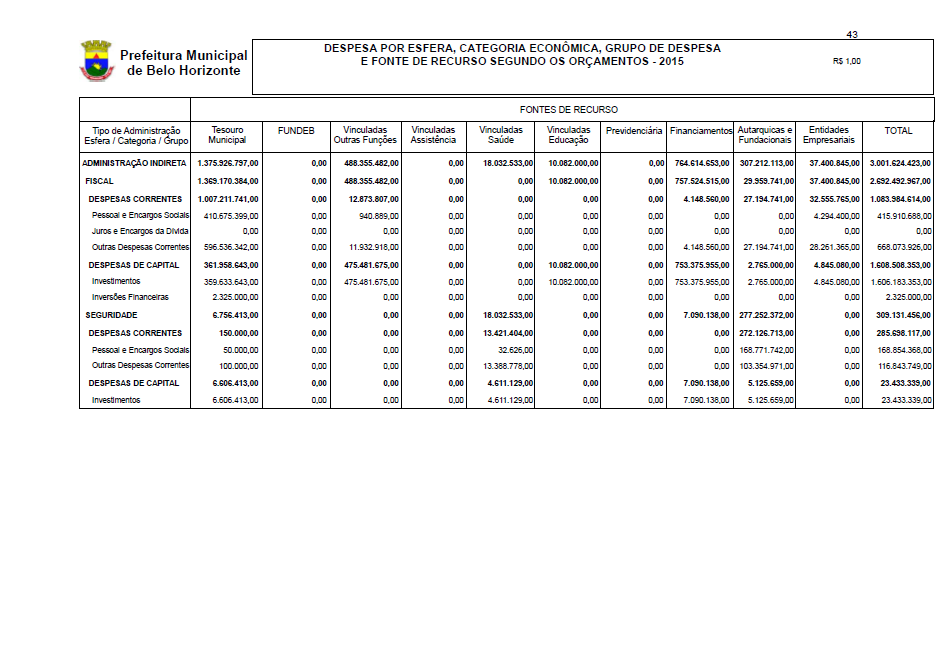 43
Prefeitura Municipal
de Belo Horizonte
DESPESA POR ESFERA, CATEGORIA ECONÔMICA, GRUPO DE DESPESA
E FONTE DE RECURSO SEGUNDO OS ORÇAMENTOS - 2015
R$ 1,00
FONTES DE RECURSO
Tipo de Administração
Esfera / Categoria / Grupo
Tesouro
Municipal
FUNDEB
Vinculadas
Outras Funções
Vinculadas
Assistência
Vinculadas
Saúde
Vinculadas
Educação
Previdenciária
Financiamentos
Autarquicas e
Fundacionais
Entidades
Empresariais
TOTAL
ADMINISTRAÇÃO INDIRETA 1.375.926.797,00 0,00 488.355.482,00 0,00 18.032.533,00 10.082.000,00 0,00 764.614.653,00 307.212.113,00 37.400.845,00 3.001.624.423,00
FISCAL 1.369.170.384,00 0,00 488.355.482,00 0,00 0,00 10.082.000,00 0,00 757.524.515,00 29.959.741,00 37.400.845,00 2.692.492.967,00
DESPESAS CORRENTES 1.007.211.741,00 0,00 12.873.807,00 0,00 0,00 0,00 0,00 4.148.560,00 27.194.741,00 32.555.765,00 1.083.984.614,00
Pessoal e Encargos Sociais 410.675.399,00 0,00 940.889,00 0,00 0,00 0,00 0,00 0,00 0,00 4.294.400,00 415.910.688,00
Juros e Encargos da Dívida 0,00 0,00 0,00 0,00 0,00 0,00 0,00 0,00 0,00 0,00 0,00
Outras Despesas Correntes 596.536.342,00 0,00 11.932.918,00 0,00 0,00 0,00 0,00 4.148.560,00 27.194.741,00 28.261.365,00 668.073.926,00
DESPESAS DE CAPITAL 361.958.643,00 0,00 475.481.675,00 0,00 0,00 10.082.000,00 0,00 753.375.955,00 2.765.000,00 4.845.080,00 1.608.508.353,00
Investimentos 359.633.643,00 0,00 475.481.675,00 0,00 0,00 10.082.000,00 0,00 753.375.955,00 2.765.000,00 4.845.080,00 1.606.183.353,00
Inversões Financeiras 2.325.000,00 0,00 0,00 0,00 0,00 0,00 0,00 0,00 0,00 0,00 2.325.000,00
SEGURIDADE 6.756.413,00 0,00 0,00 0,00 18.032.533,00 0,00 0,00 7.090.138,00 277.252.372,00 0,00 309.131.456,00
DESPESAS CORRENTES 150.000,00 0,00 0,00 0,00 13.421.404,00 0,00 0,00 0,00 272.126.713,00 0,00 285.698.117,00
Pessoal e Encargos Sociais 50.000,00 0,00 0,00 0,00 32.626,00 0,00 0,00 0,00 168.771.742,00 0,00 168.854.368,00
Outras Despesas Correntes 100.000,00 0,00 0,00 0,00 13.388.778,00 0,00 0,00 0,00 103.354.971,00 0,00 116.843.749,00
DESPESAS DE CAPITAL 6.606.413,00 0,00 0,00 0,00 4.611.129,00 0,00 0,00 7.090.138,00 5.125.659,00 0,00 23.433.339,00
Investimentos 6.606.413,00 0,00 0,00 0,00 4.611.129,00 0,00 0,00 7.090.138,00 5.125.659,00 0,00 23.433.339,00